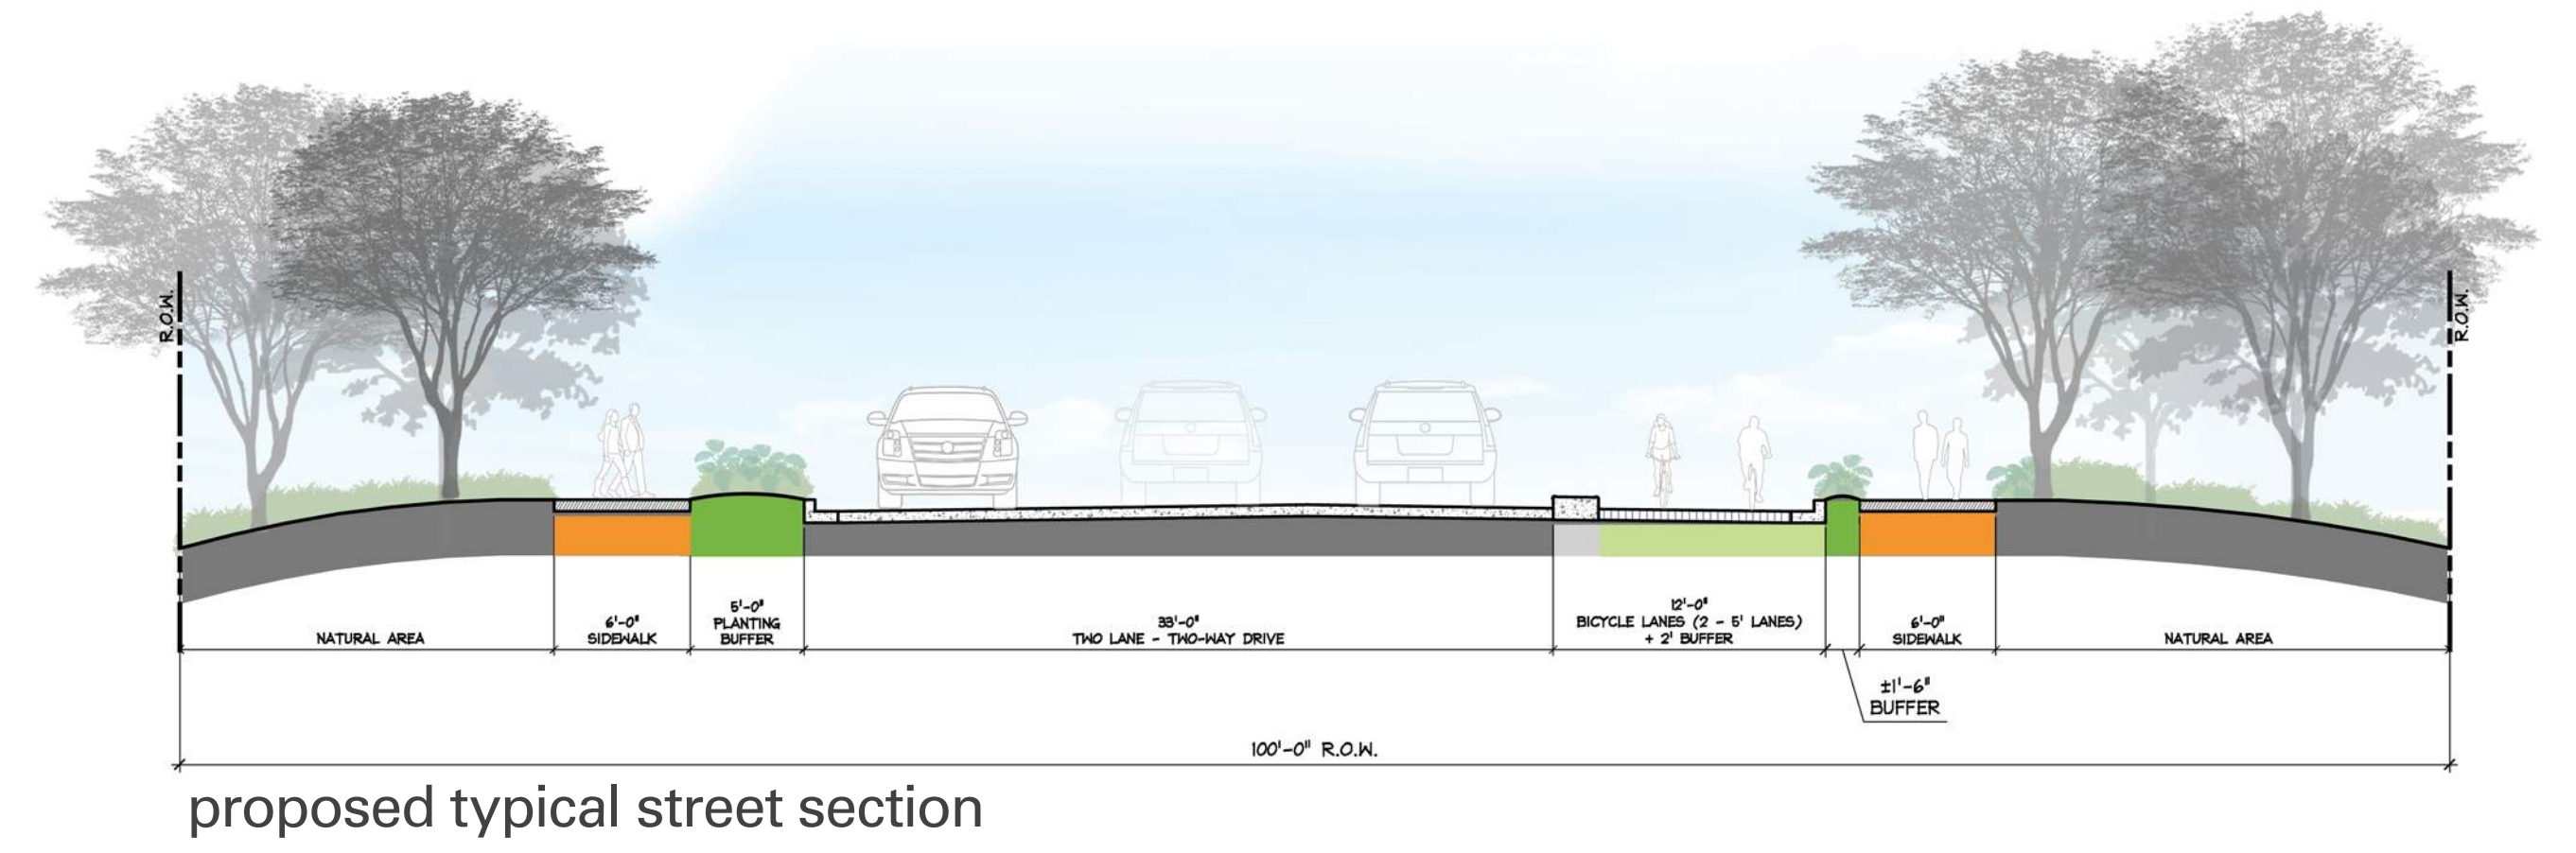 R.O.W.
R.O.W.
NATURAL AREA
6'-0"
SIDEWALK
5'-0"
PLANTING
BUFFER
33'-0"
TWO LANE - TWO-WAY DRIVE
12'-0"
BICYCLE LANES (2 - 5' LANES)
+ 2' BUFFER
6'-0"
SIDEWALK
NATURAL AREA
±1'-6"
BUFFER
100'-0" R.O.W.
proposed typical street section